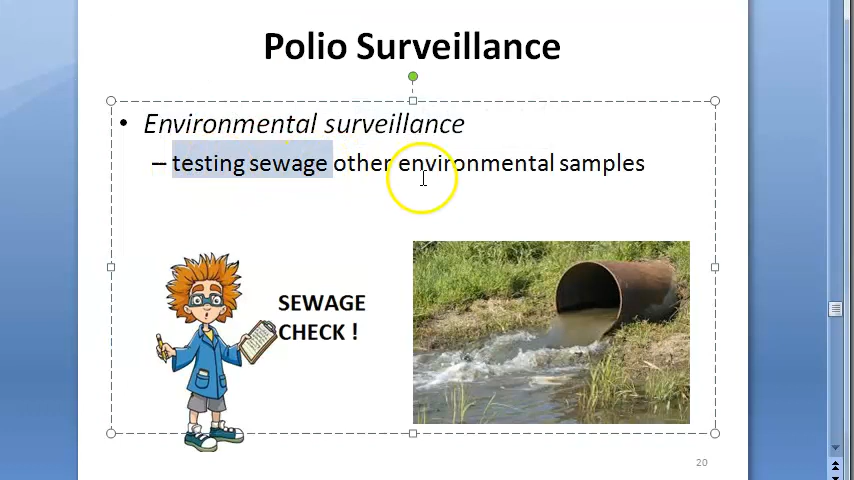 Polio Surveillance
• Environmental surveillance
– testing sewage other environmental samples
SEWAGE
CHECK !
20